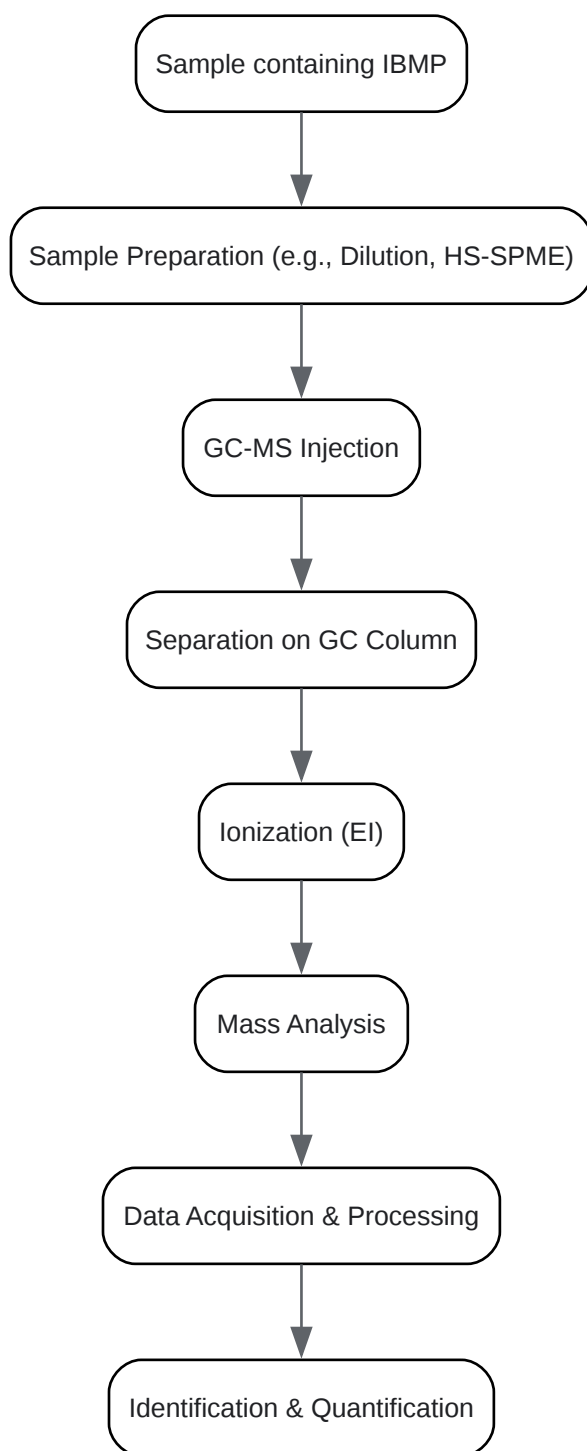 Sample containing IBMP
Sample Preparation (e.g., Dilution, HS-SPME)
GC-MS Injection
Separation on GC Column
Ionization (EI)
Mass Analysis
Data Acquisition & Processing
Identification & Quantification